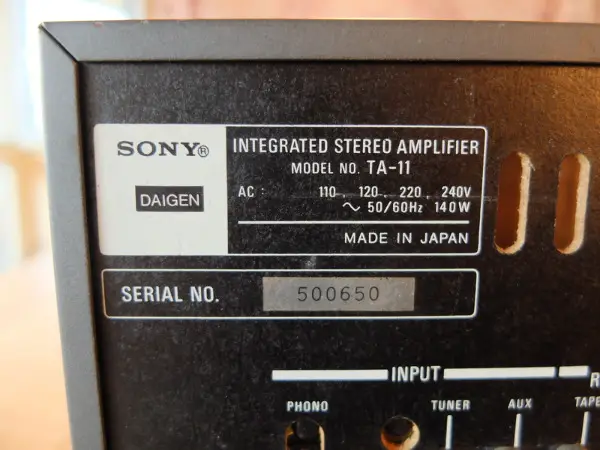 SONY®
DAIGEN
INTEGRATED STEREO AMPLIFIER
MODEL NO. TA-11
AC : 110, 120, 220, 240V
~ 50/60Hz 140W
MADE IN JAPAN
SERIAL NO. 500650
INPUT
PHONO TUNER AUX TAPE